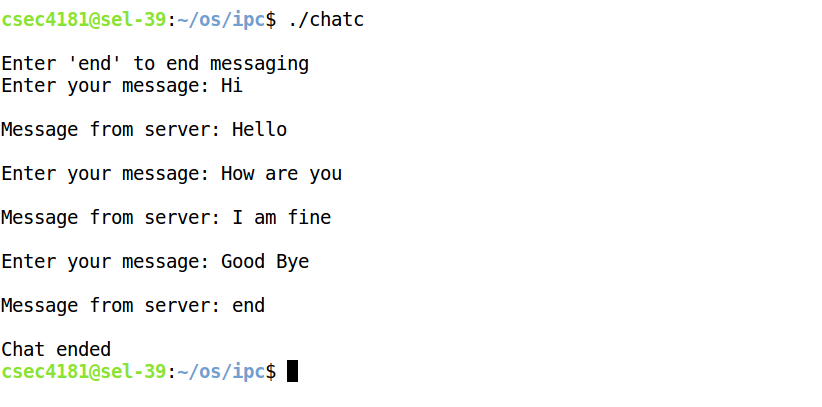 csec4181@sel-39:~/os/ipc$ ./chatc
Enter 'end' to end messaging
Enter your message: Hi
Message from server: Hello
Enter your message: How are you
Message from server: I am fine
Enter your message: Good Bye
Message from server: end
Chat ended
csec4181@sel-39:~/os/ipc$